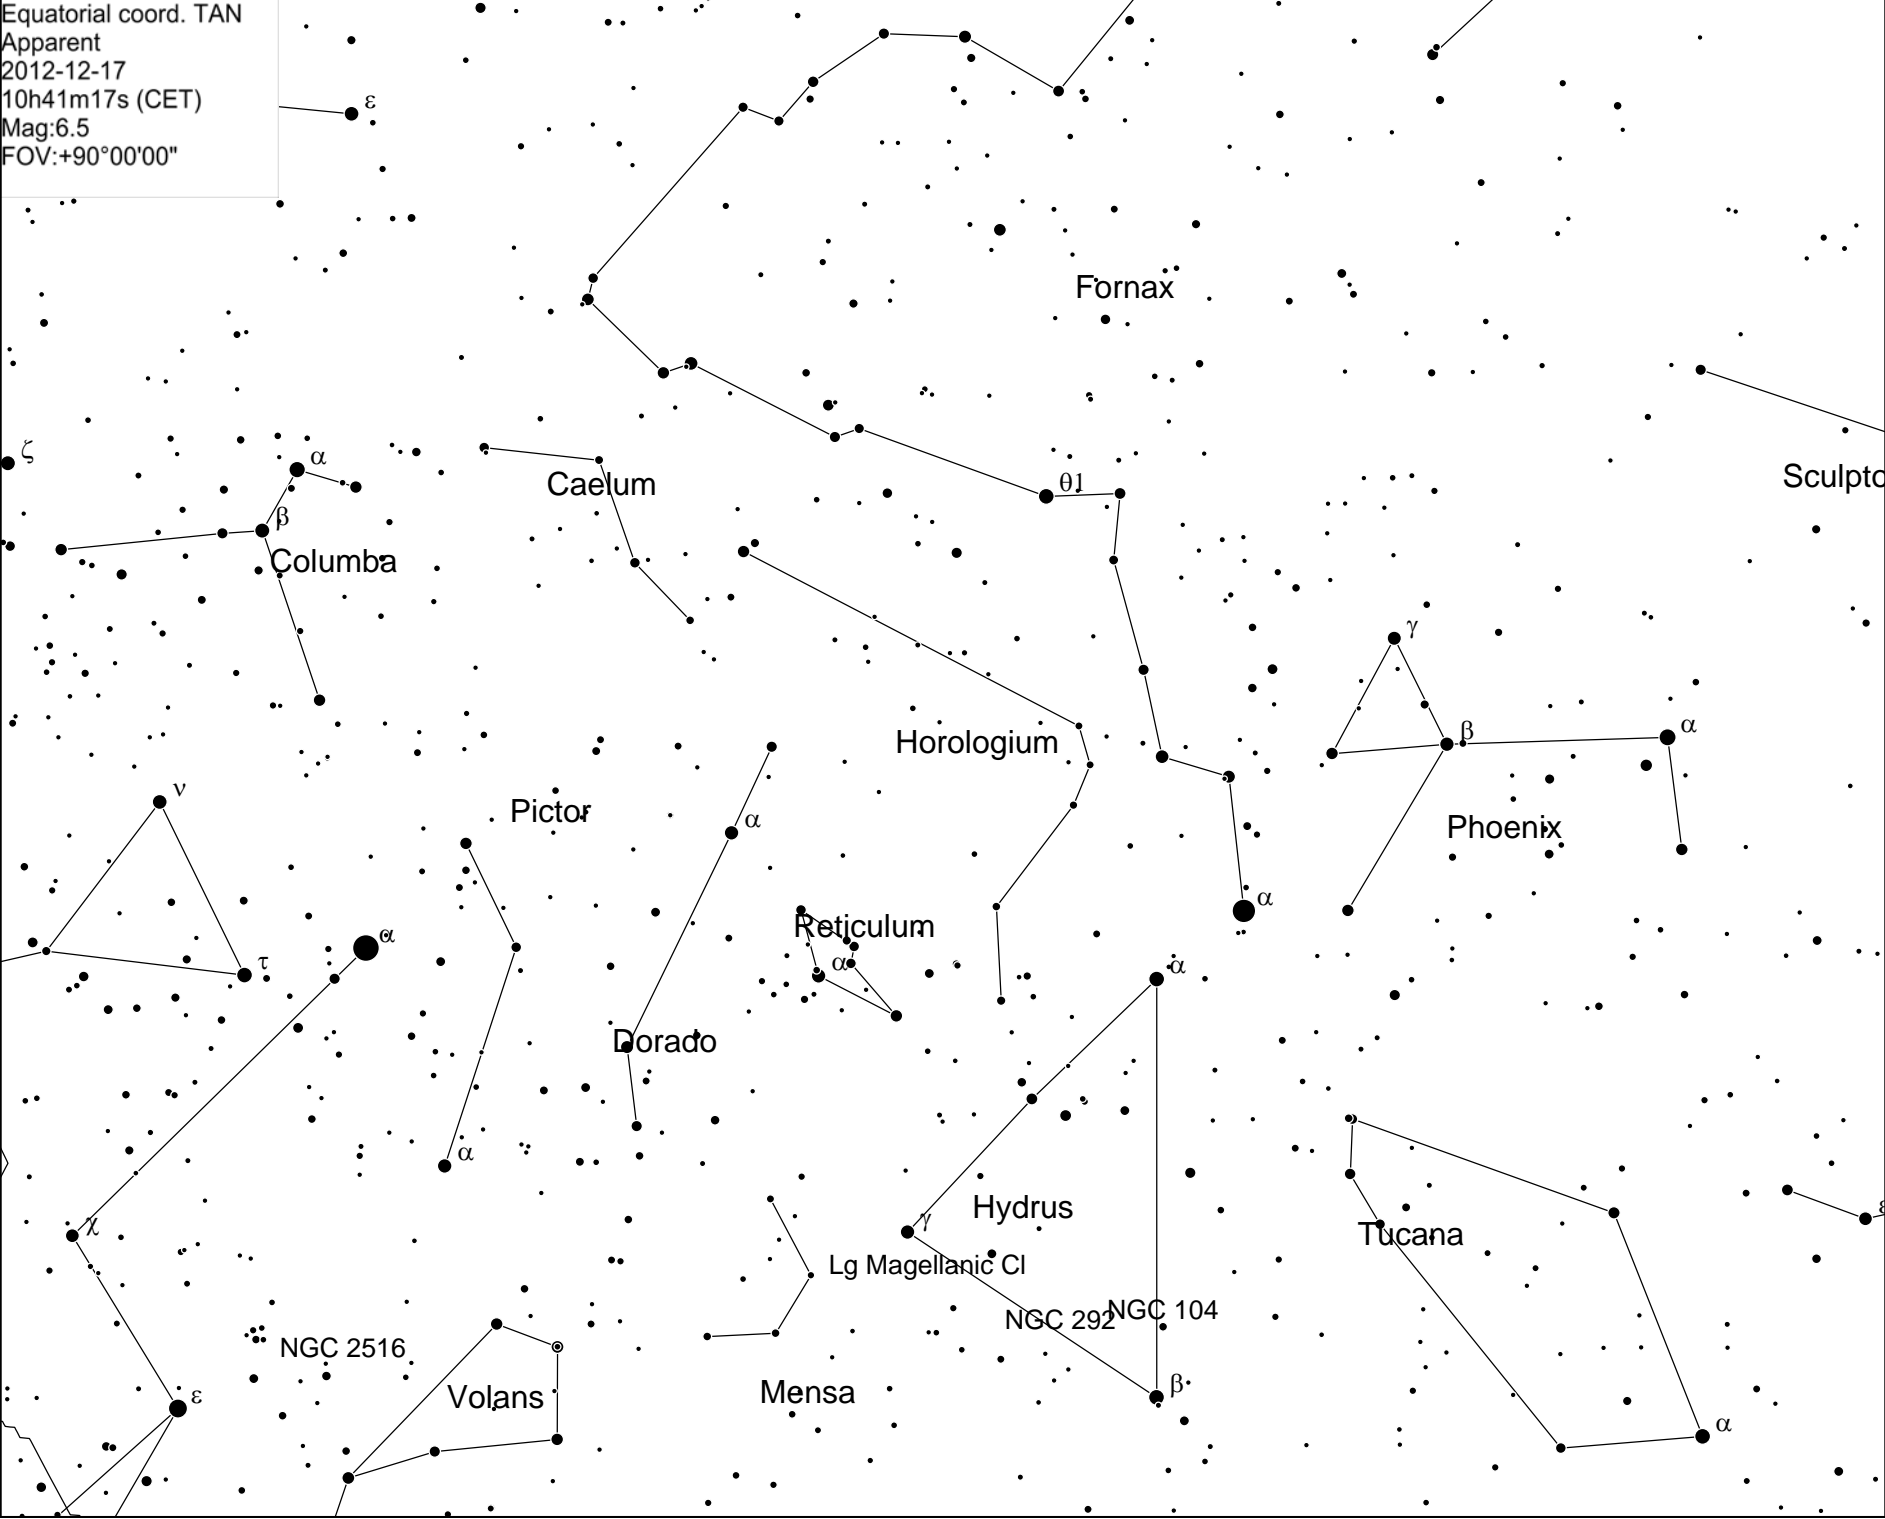 Equatorial coord. TAN
Apparent
2012-12-17
10h41m17s (CET)
Mag:6.5
FOV:+90°00'00"
ε
Fornax
ζ
α
Caelum
θ1
Sculpto
β
Columba
γ
Horologium
β
α
ν
Pictor
α
Phoenix
α
Reticulum
α
α
α
τ
Dorado
α
χ
γ
Hydrus
Tucana
ε
Lg Magellanic Cl
NGC 292
NGC 104
NGC 2516
ε
Volans
Mensa
β
α